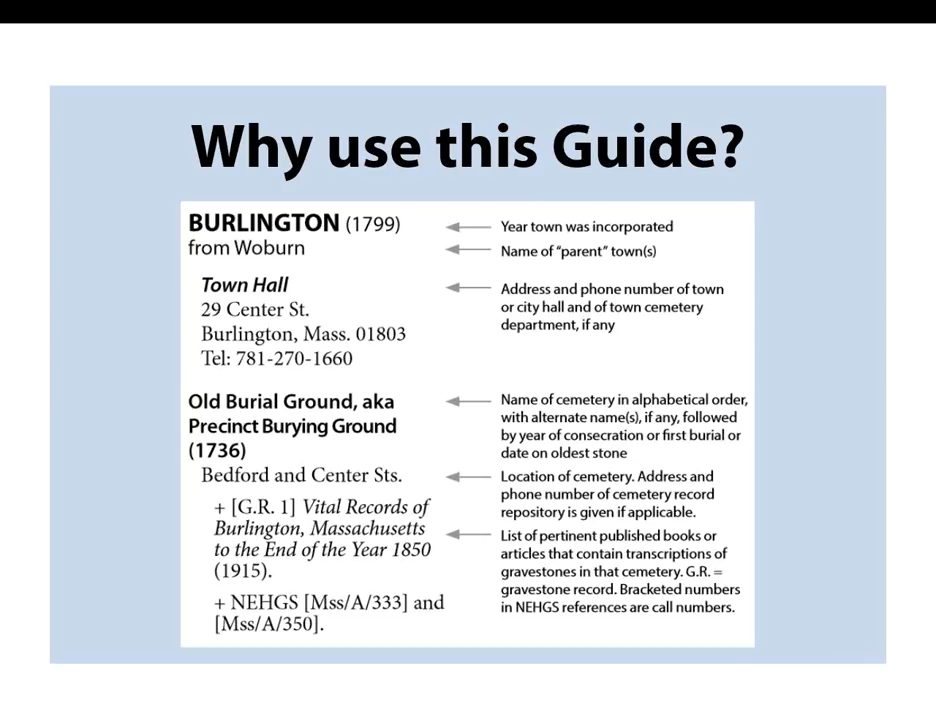 Why use this Guide?
BURLINGTON (1799)
from Woburn
Town Hall
29 Center St.
Burlington, Mass. 01803
Tel: 781-270-1660
Old Burial Ground, aka
Precinct Burying Ground
(1736)
Bedford and Center Sts.
+ [G.R. 1] Vital Records of
Burlington, Massachusetts
to the End of the Year 1850
(1915).
+ NEHGS [Mss/A/333] and
[Mss/A/350].
Year town was incorporated
Name of “parent” town(s)
Address and phone number of town
or city hall and of town cemetery
department, if any
Name of cemetery in alphabetical order,
with alternate name(s), if any, followed
by year of consecration or first burial or
date on oldest stone
Location of cemetery. Address and
phone number of cemetery record
repository is given if applicable.
List of pertinent published books or
articles that contain transcriptions of
gravestones in that cemetery. G.R. =
gravestone record. Bracketed numbers
in NEHGS references are call numbers.